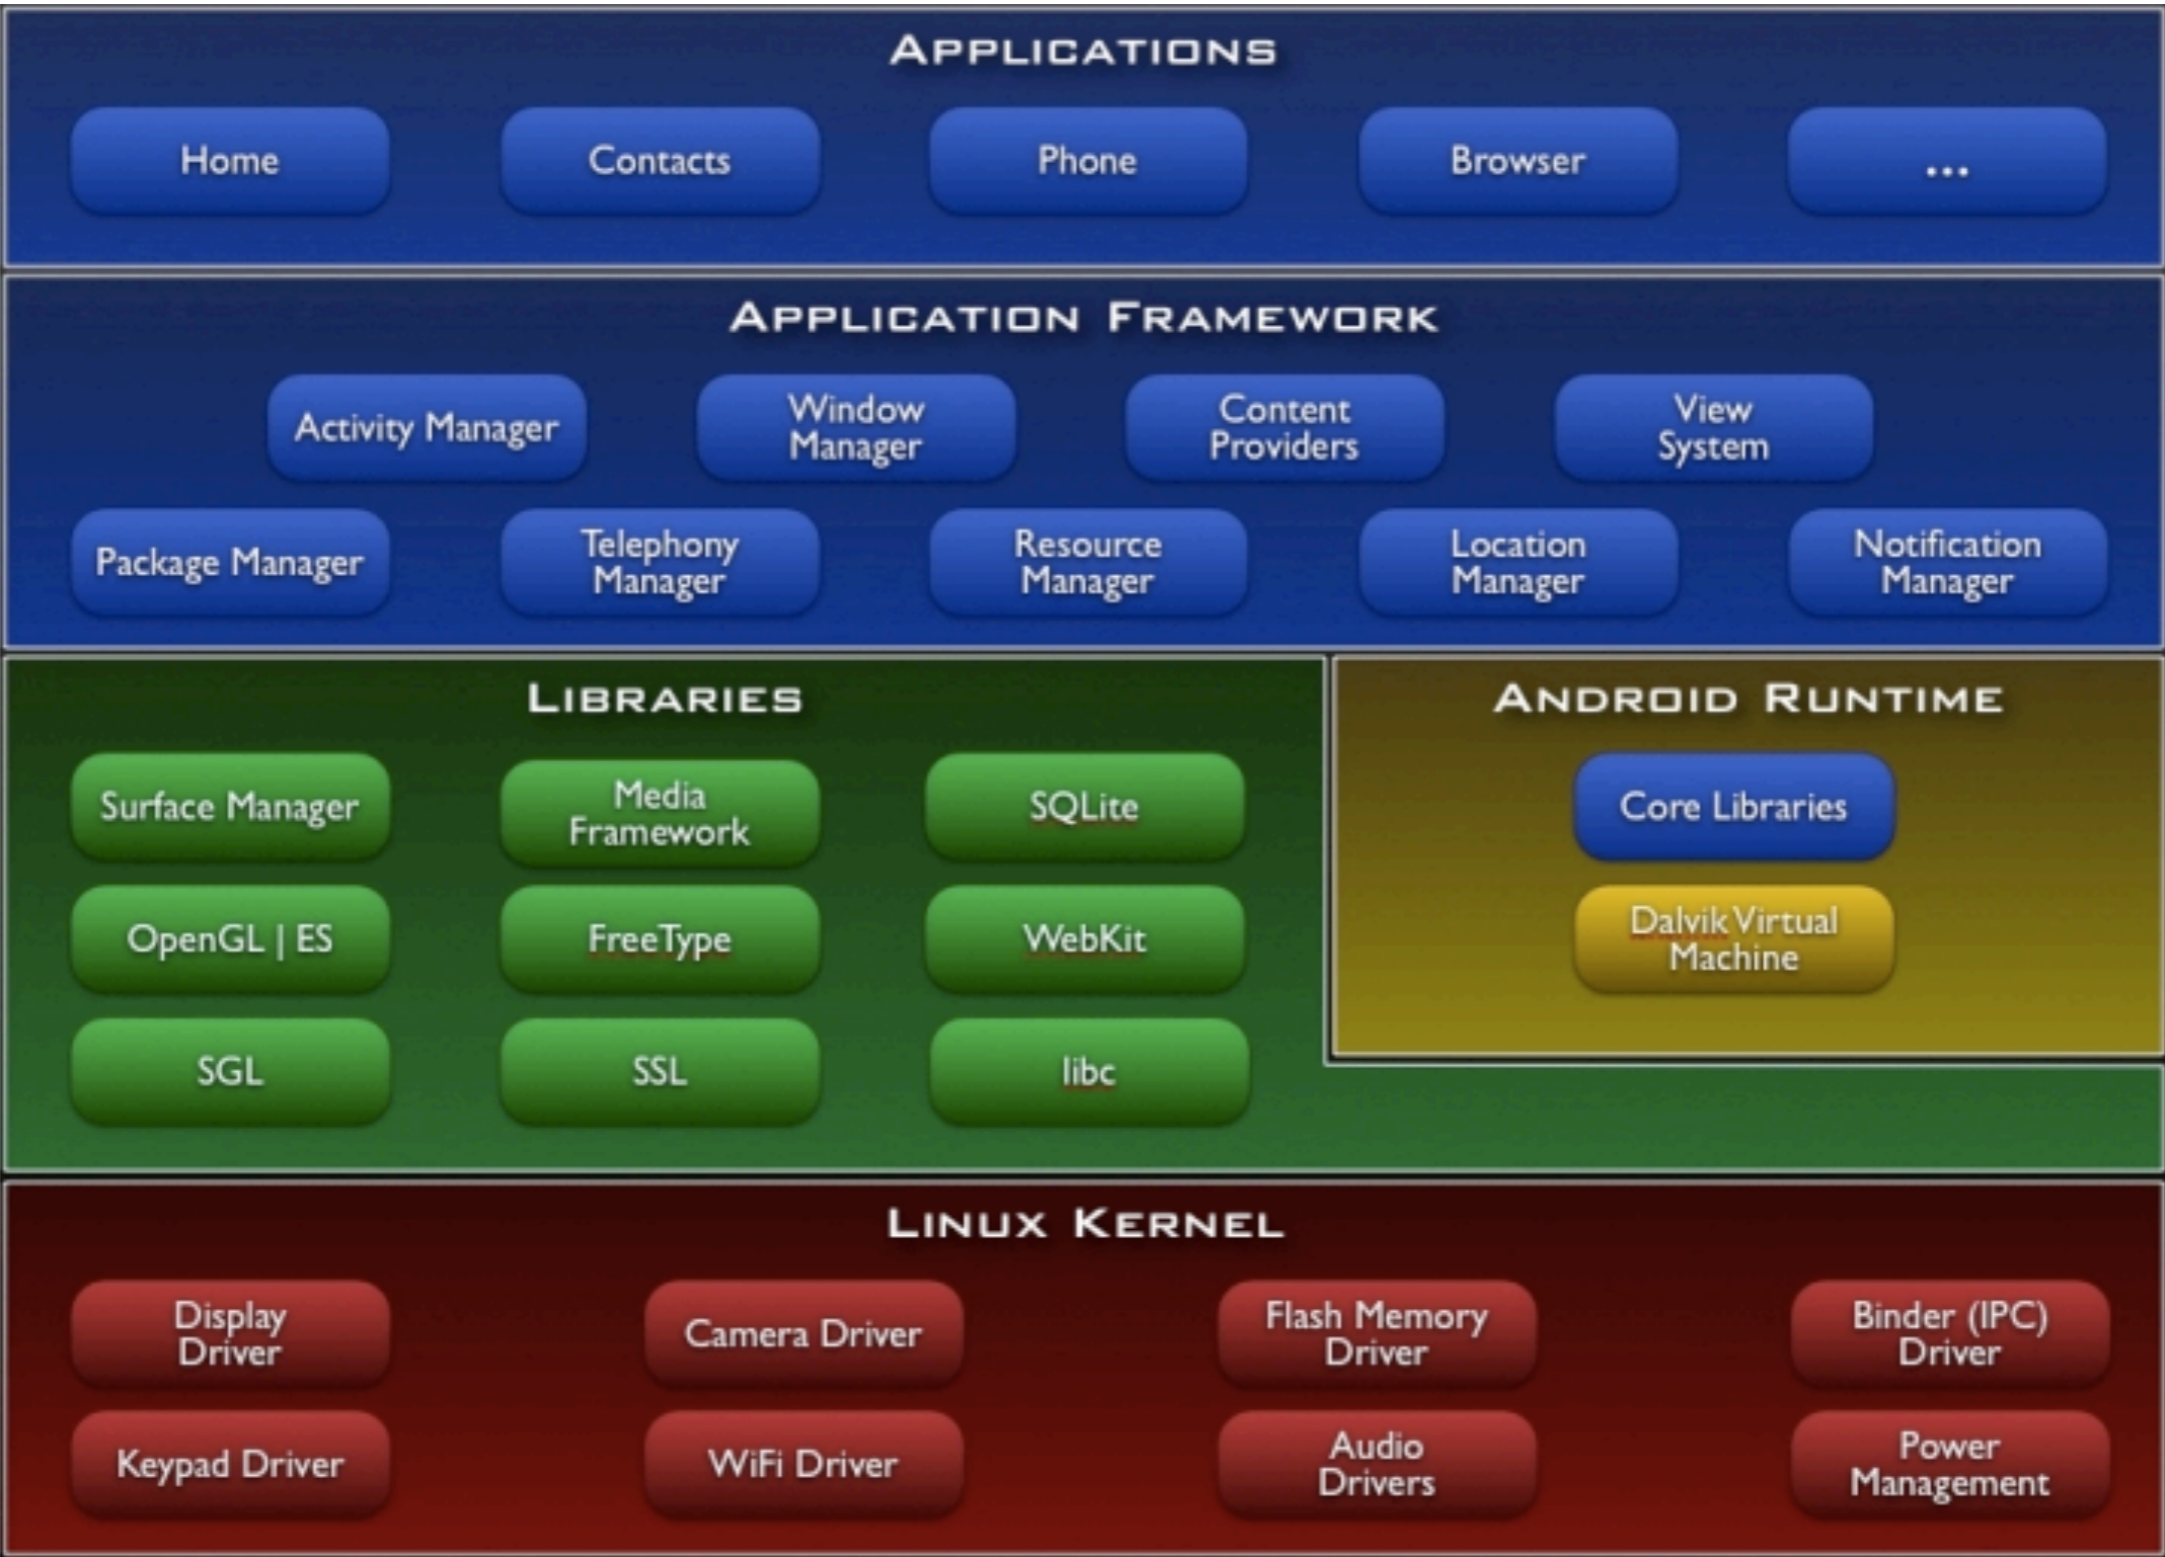 APPLICATIONS
Home
Contacts
Phone
Browser
...
APPLICATION FRAMEWORK
Activity Manager
Window
Manager
Content
Providers
View
System
Package Manager
Telephony
Manager
Resource
Manager
Location
Manager
Notification
Manager
LIBRARIES
Surface Manager
Media
Framework
SQLite
OpenGL | ES
FreeType
WebKit
SGL
SSL
libc
ANDROID RUNTIME
Core Libraries
Dalvik Virtual
Machine
LINUX KERNEL
Display
Driver
Camera Driver
Flash Memory
Driver
Binder (IPC)
Driver
Keypad Driver
WiFi Driver
Audio
Drivers
Power
Management